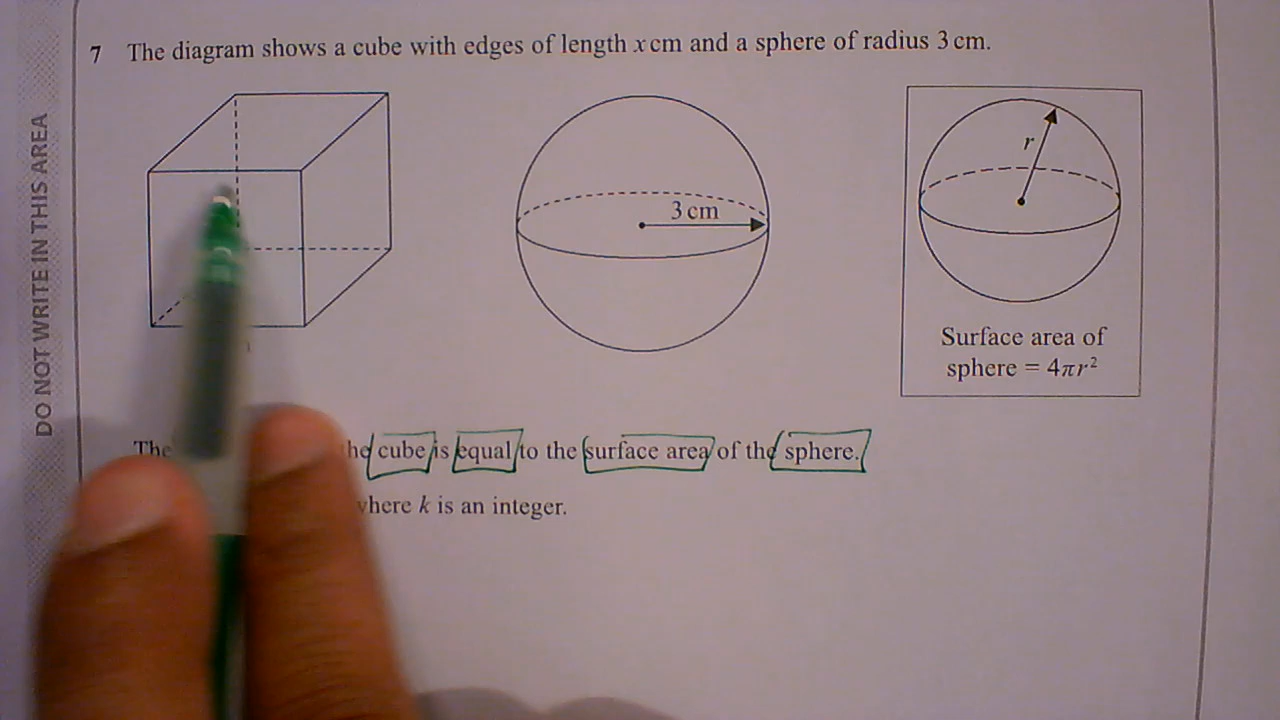 7 The diagram shows a cube with edges of length x cm and a sphere of radius 3 cm.
3 cm
r
Surface area of
sphere = 4πr²
The
cube is equal to the surface area of the sphere.
where k is an integer.
DO NOT WRITE IN THIS AREA